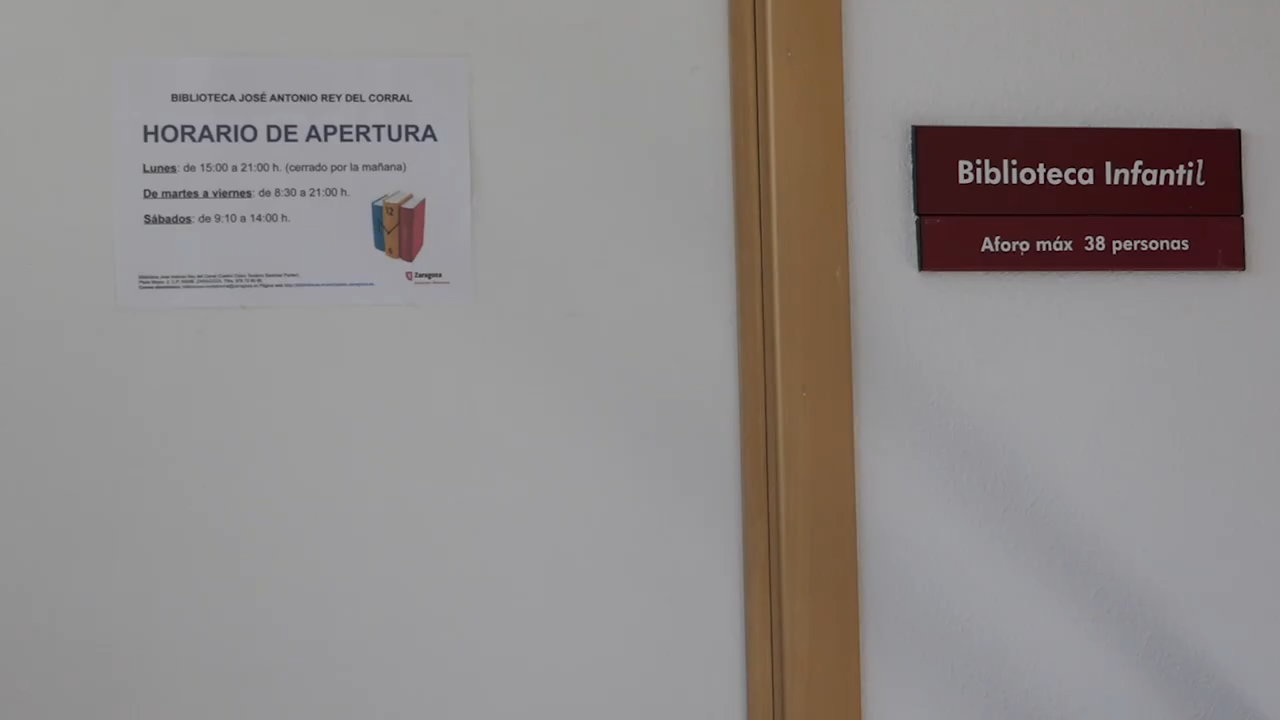 BIBLIOTECA JOSÉ ANTONIO REY DEL CORRAL
HORARIO DE APERTURA
Lunes: de 15:00 a 21:00 h. (cerrado por la mañana)
De martes a viernes: de 8:30 a 21:00 h.
Sábados: de 9:10 a 14:00 h.
12
6
Zaragoza
Biblioteca Infantil
Aforo máx 38 personas